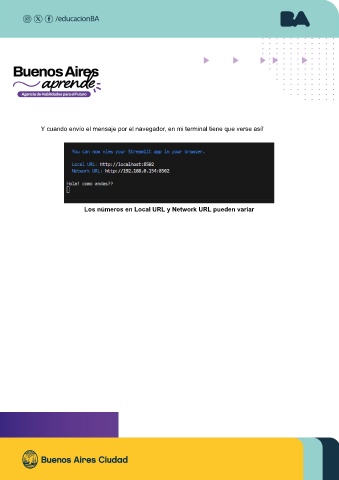 /educacionBA
BA
Buenos Aires
aprende
Agencia de Habilidades para el Futuro
Y cuando envío el mensaje por el navegador, en mi terminal tiene que verse así!
You can now view your Streamlit app in your browser.
Local URL: http://localhost:8502
Network URL: http://192.168.0.154:8502
Hola! como andas??
Los números en Local URL y Network URL pueden variar
Buenos Aires Ciudad